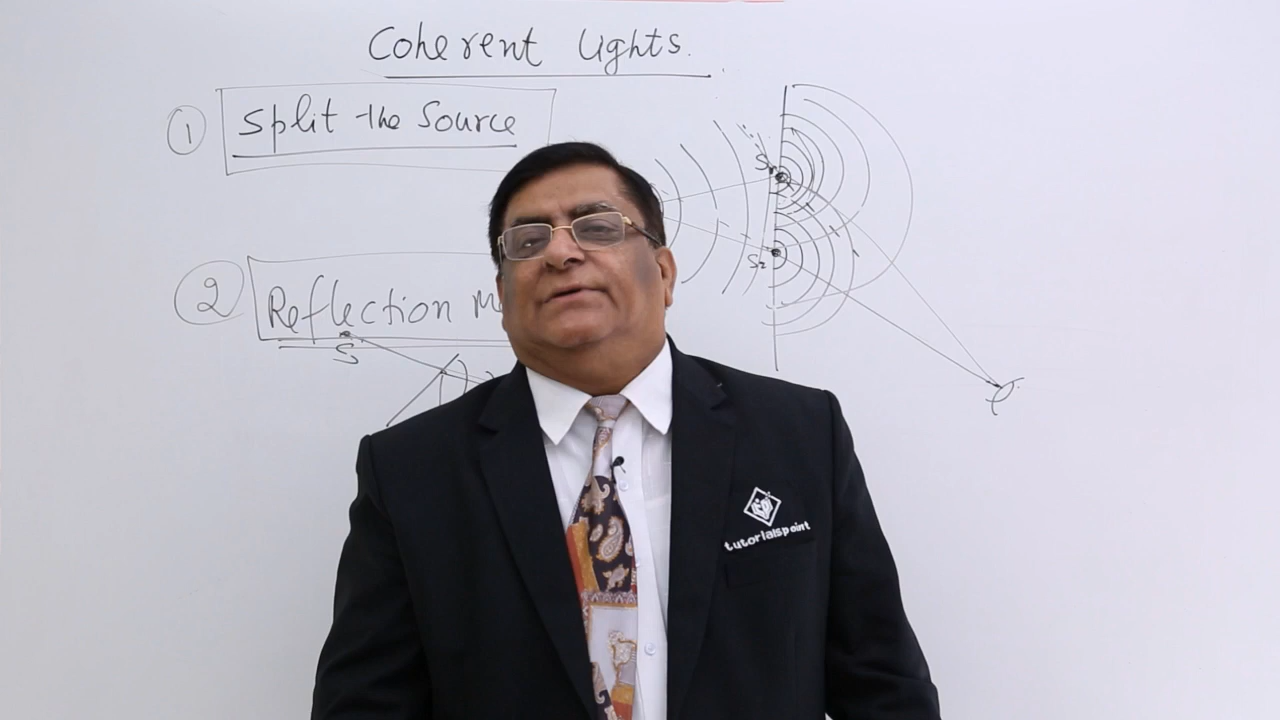 Coherent Lights.
1 Split the Source
S1
S2
2 Reflection M
S
tutorialspoint